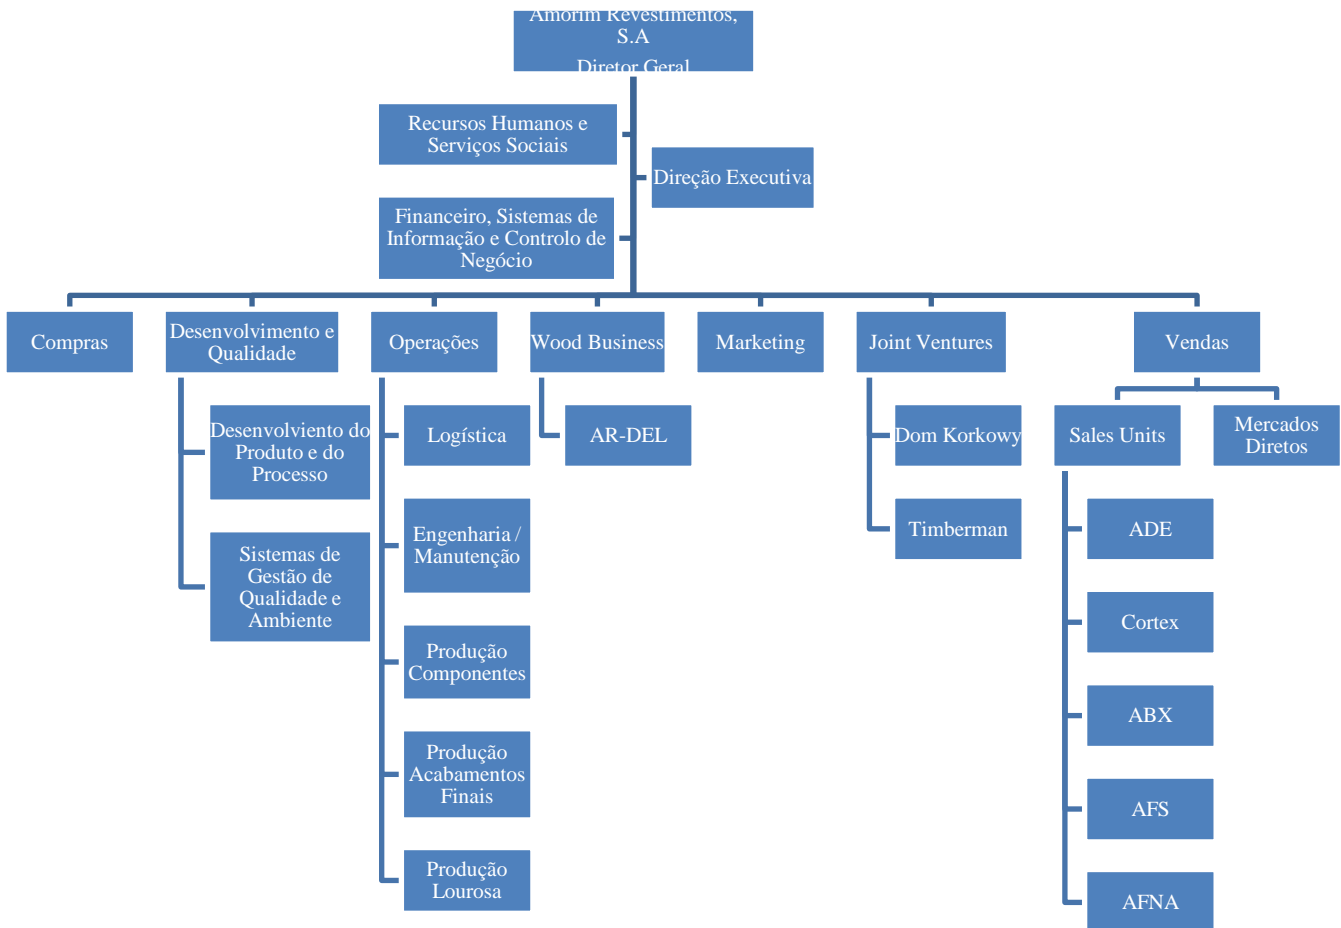 Amorim Revestimentos,
S.A
Diretor Geral
Recursos Humanos e
Serviços Sociais
Direção Executiva
Financeiro, Sistemas de
Informação e Controlo de
Negócio
Compras
Desenvolvimento e
Qualidade
Operações
Wood Business
Marketing
Joint Ventures
Vendas
Desenvolviento do
Produto e do
Processo
Sistemas de
Gestão de
Qualidade e
Ambiente
Logística
Engenharia /
Manutenção
Produção
Componentes
Produção
Acabamentos
Finais
Produção
Lourosa
AR-DEL
Dom Korkowy
Timberman
Sales Units
Mercados
Diretos
ADE
Cortex
ABX
AFS
AFNA